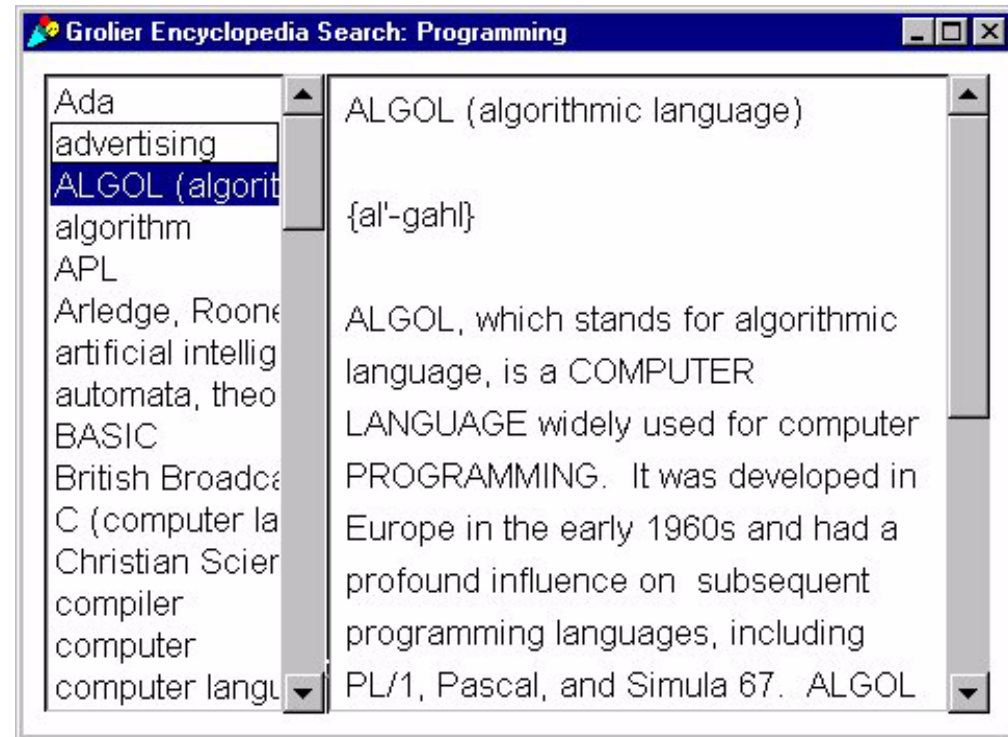 Grolier Encyclopedia Search: Programming
Ada
advertising
ALGOL (algorit
algorithm
APL
Arledge, Roone
artificial intellig
automata, theo
BASIC
British Broadca
C (computer la
Christian Scien
compiler
computer
computer langu
ALGOL (algorithmic language)
{al'-gahl}
ALGOL, which stands for algorithmic
language, is a COMPUTER
LANGUAGE widely used for computer
PROGRAMMING.  It was developed in
Europe in the early 1960s and had a
profound influence on  subsequent
programming languages, including
PL/1, Pascal, and Simula 67.  ALGOL